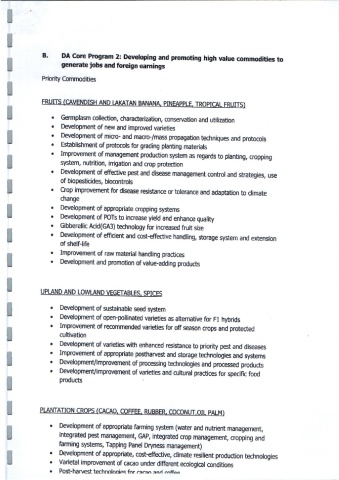 B. DA Core Program 2: Developing and promoting high value commodities to
generate jobs and foreign earnings
Priority Commodities
FRUITS (CAVENDISH AND LAKATAN BANANA, PINEAPPLE, TROPICAL FRUITS)
• Germplasm collection, characterization, conservation and utilization
• Development of new and improved varieties
• Development of micro- and macro-/mass propagation techniques and protocols
• Establishment of protocols for grading planting materials
• Improvement of management production system as regards to planting, cropping
system, nutrition, irrigation and crop protection
• Development of effective pest and disease management control and strategies, use
of biopesticides, biocontrols
• Crop improvement for disease resistance or tolerance and adaptation to climate
change
• Development of appropriate cropping systems
• Development of POTs to increase yield and enhance quality
• Gibberellic Acid(GA3) technology for increased fruit size
• Development of efficient and cost-effective handling, storage system and extension
of shelf-life
• Improvement of raw material handling practices
• Development and promotion of value-adding products
UPLAND AND LOWLAND VEGETABLES, SPICES
• Development of sustainable seed system
• Development of open-pollinated varieties as alternative for F1 hybrids
• Improvement of recommended varieties for off season crops and protected
cultivation
• Development of varieties with enhanced resistance to priority pest and diseases
• Improvement of appropriate postharvest and storage technologies and systems
• Development/improvement of processing technologies and processed products
• Development/improvement of varieties and cultural practices for specific food
products
PLANTATION CROPS (CACAO, COFFEE, RUBBER, COCONUT,OIL PALM)
• Development of appropriate farming system (water and nutrient management,
integrated pest management, GAP, integrated crop management, cropping and
farming systems, Tapping Panel Dryness management)
• Development of appropriate, cost-effective, climate resilient production technologies
• Varietal improvement of cacao under different ecological conditions
• Post-harvest technologies for cacao and coffee